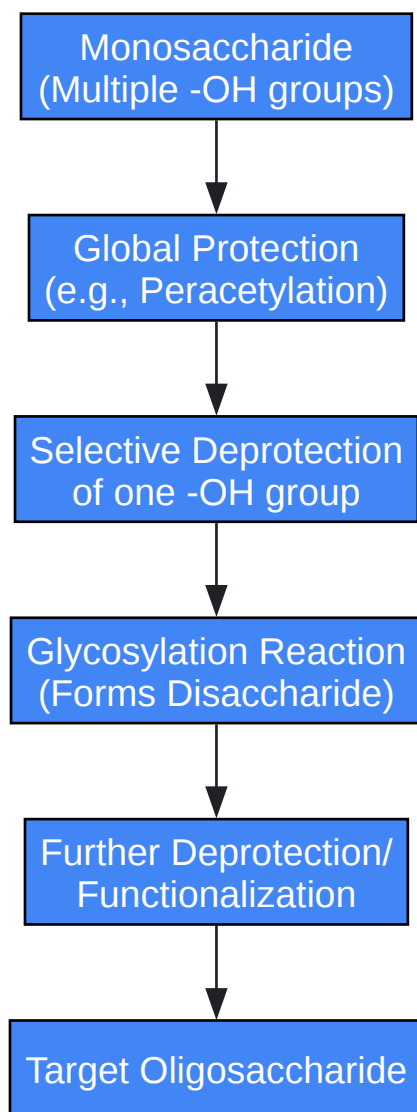 Monosaccharide
(Multiple -OH groups)
Global Protection
(e.g., Peracetylation)
Selective Deprotection
of one -OH group
Glycosylation Reaction
(Forms Disaccharide)
Further Deprotection/
Functionalization
Target Oligosaccharide